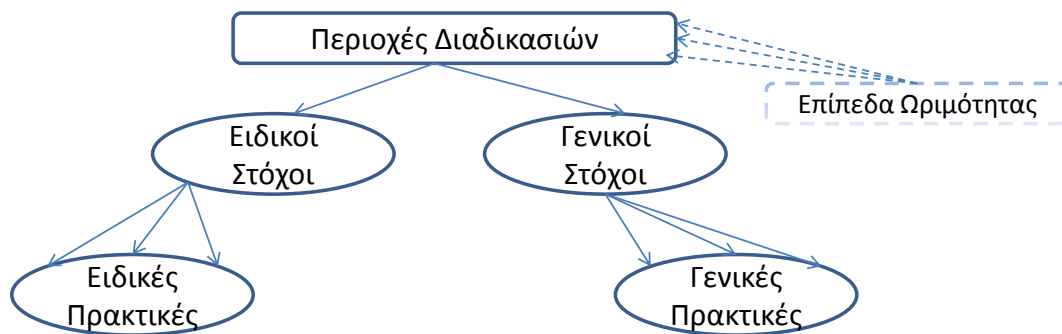 Περιοχές Διαδικασιών
Επίπεδα Ωριμότητας
Ειδικοί
Στόχοι
Γενικοί
Στόχοι
Ειδικές
Πρακτικές
Γενικές
Πρακτικές